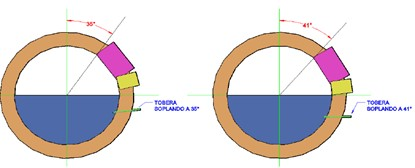 35°
41°
TOBERA
SOPLANDO A 35°
TOBERA
SOPLANDO A 41°